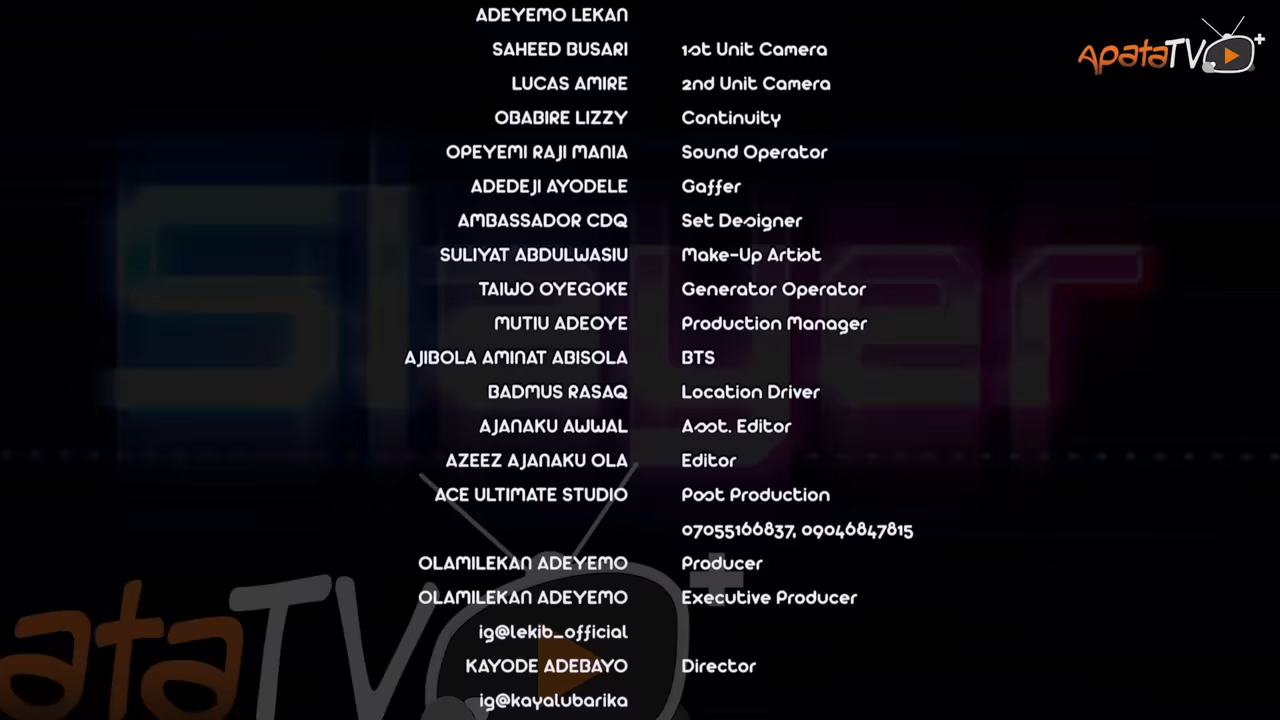 ADEYEMO LEKAN
ApataTV+
SAHEED BUSARI 1st Unit Camera
LUCAS AMIRE 2nd Unit Camera
OBABIRE LIZZY Continuity
OPEYEMI RAJI MANIA Sound Operator
ADEDEJI AYODELE Gaffer
AMBASSADOR CDQ Set Designer
SULIYAT ABDULWASIU Make-Up Artist
TAIWO OYEGOKE Generator Operator
MUTIU ADEOYE Production Manager
AJIBOLA AMINAT ABISOLA BTS
BADMUS RASAQ Location Driver
AJANAKU AWWAL Asst. Editor
AZEEZ AJANAKU OLA Editor
ACE ULTIMATE STUDIO Post Production
07055166837, 09046847815
OLAMILEKAN ADEYEMO Producer
OLAMILEKAN ADEYEMO Executive Producer
ig@lekib_official
KAYODE ADEBAYO Director
ig@kayalubarika
Slayer
ataTV+